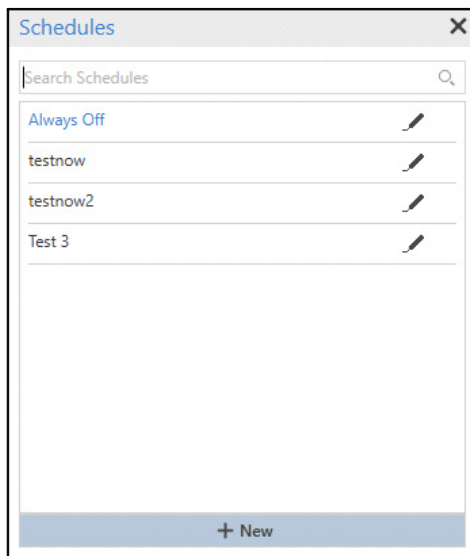 Schedules
Search Schedules
Always Off
testnow
testnow2
Test 3
+ New